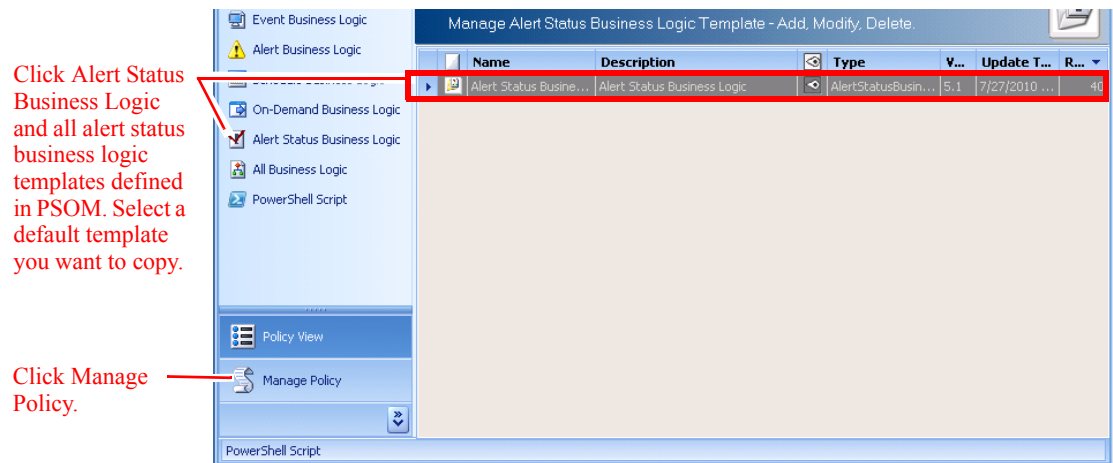 Event Business Logic
Manage Alert Status Business Logic Template - Add, Modify, Delete.
Alert Business Logic
Name Description Type V... Update T... R...
Alert Status Busine... Alert Status Business Logic AlertStatusBusin... 5.1 7/27/2010 ... 40
Click Alert Status
Business Logic
and all alert status
business logic
templates defined
in PSOM. Select a
default template
you want to copy.
On-Demand Business Logic
Alert Status Business Logic
All Business Logic
PowerShell Script
Policy View
Click Manage
Policy.
Manage Policy
PowerShell Script